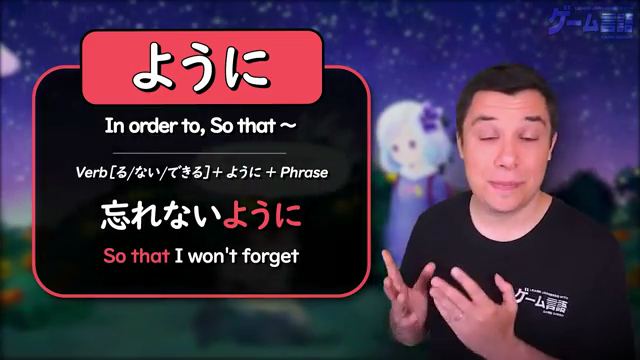 ように
In order to, So that ～
Verb [る/ない/できる] + ように + Phrase
忘れないように
So that I won't forget
ゲーム言語
ゲーム言語